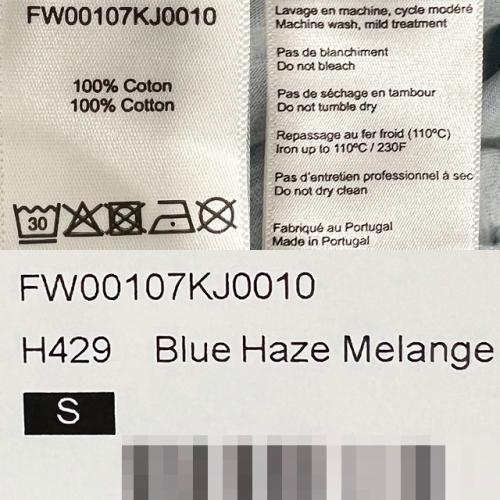 FW00107KJ0010
100% Coton
100% Cotton
30
Lavage en machine, cycle modéré
Machine wash, mild treatment
Pas de blanchiment
Do not bleach
Pas de séchage en tambour
Do not tumble dry
Repassage au fer froid (110ºC)
Iron up to 110ºC / 230F
Pas d'entretien professionnel à sec
Do not dry clean
Fabriqué au Portugal
Made in Portugal
FW00107KJ0010
H429 Blue Haze Melange
S